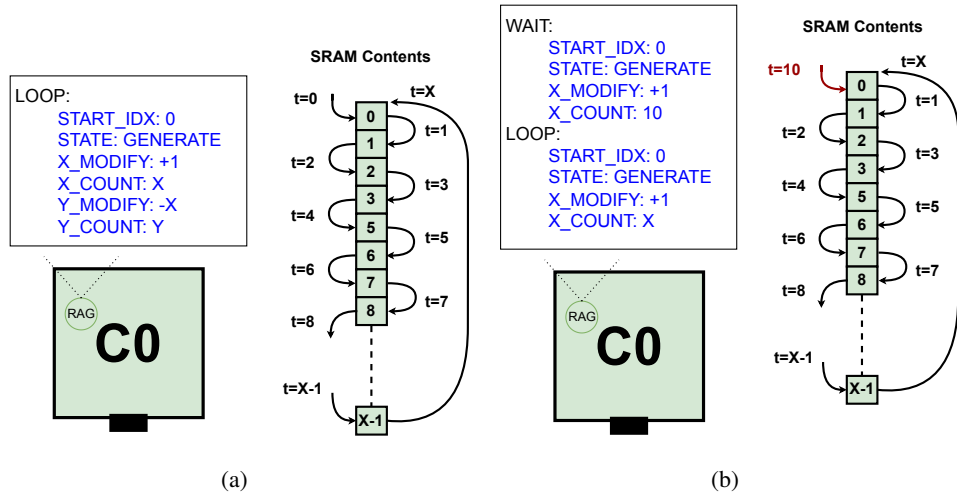 SRAM Contents
LOOP:
START_IDX: 0
STATE: GENERATE
X_MODIFY: +1
X_COUNT: X
Y_MODIFY: -X
Y_COUNT: Y
RAG
C0
t=0
t=X
0
t=1
1
t=2
2
t=3
3
t=4
5
t=5
6
t=6
7
t=7
8
t=8
t=X-1
X-1
(a)
WAIT:
START_IDX: 0
STATE: GENERATE
X_MODIFY: +1
X_COUNT: 10
LOOP:
START_IDX: 0
STATE: GENERATE
X_MODIFY: +1
X_COUNT: X
RAG
C0
SRAM Contents
t=10
t=X
0
t=1
1
t=2
2
t=3
3
t=4
5
t=5
6
t=6
7
t=7
8
t=8
t=X-1
X-1
(b)